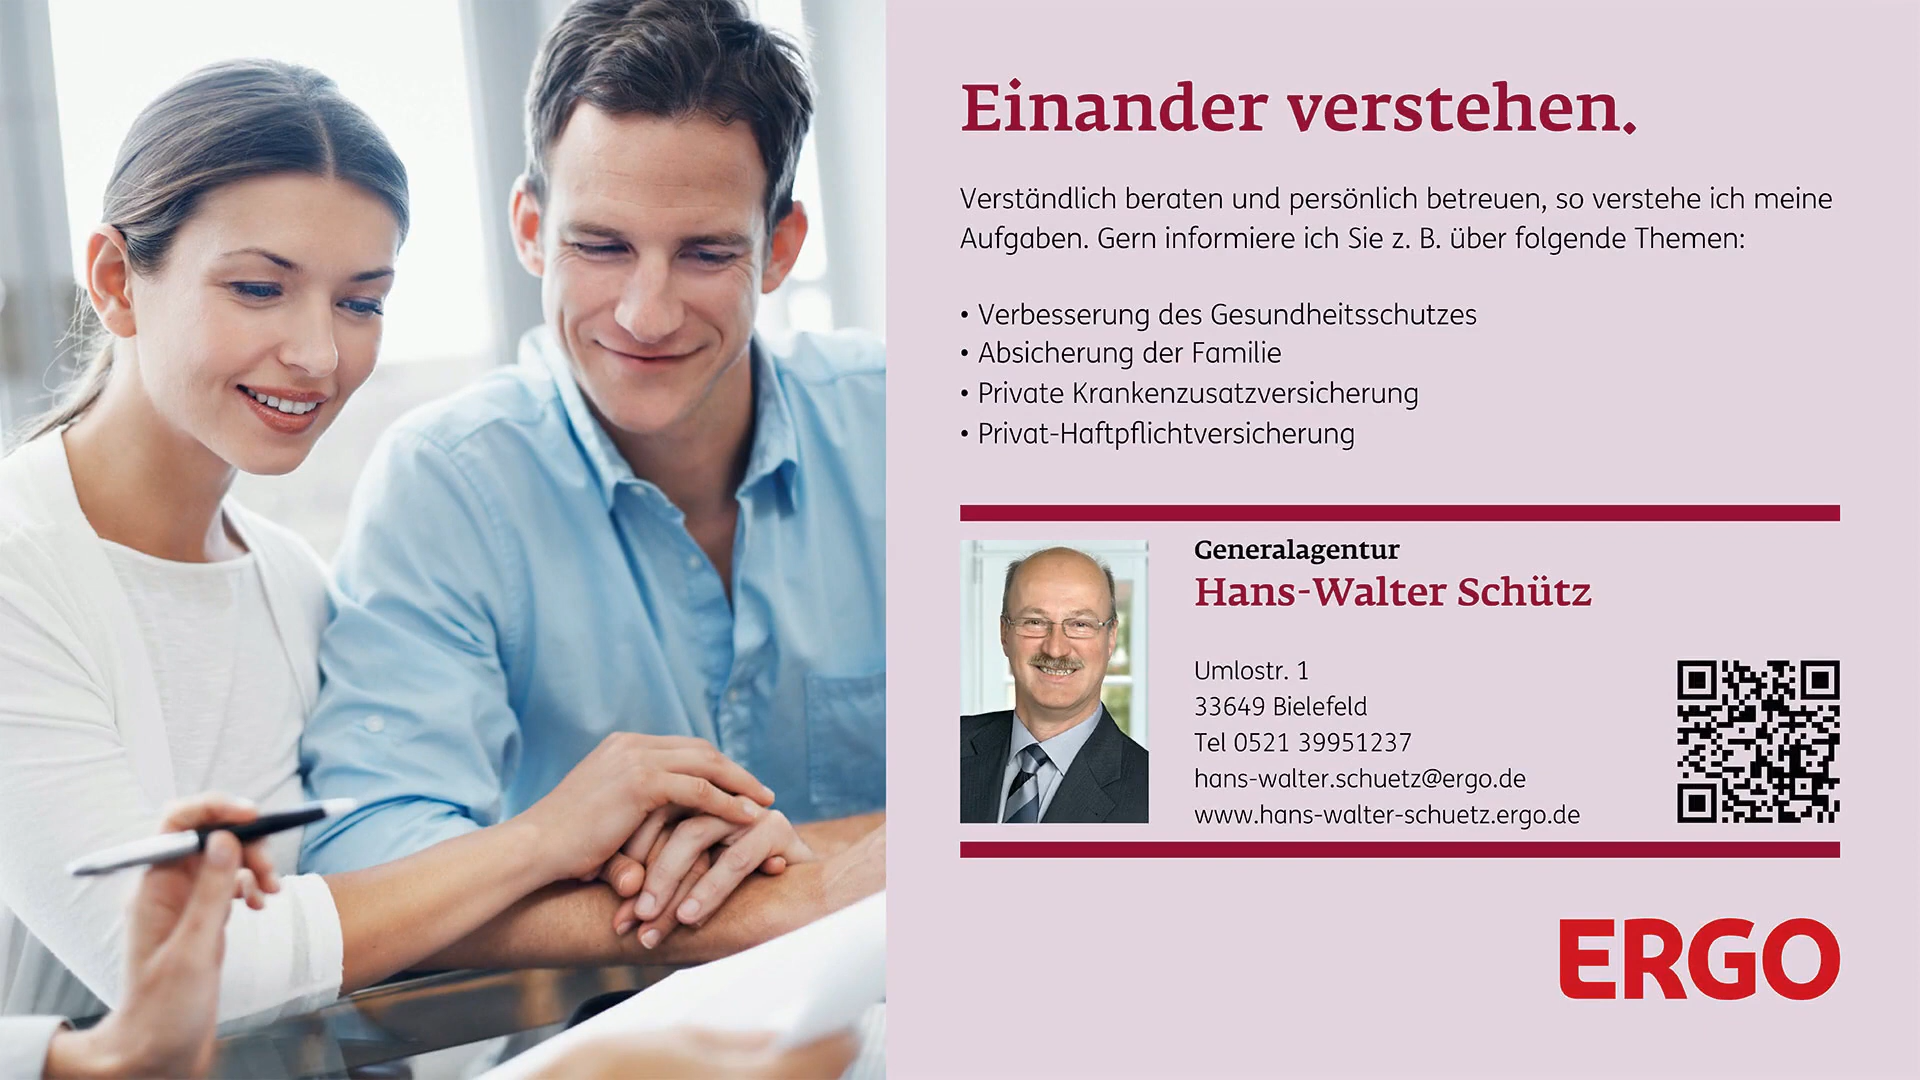 Einander verstehen.
Verständlich beraten und persönlich betreuen, so verstehe ich meine
Aufgaben. Gern informiere ich Sie z. B. über folgende Themen:
• Verbesserung des Gesundheitsschutzes
• Absicherung der Familie
• Private Krankenzusatzversicherung
• Privat-Haftpflichtversicherung
Generalagentur
Hans-Walter Schütz
Umlostr. 1
33649 Bielefeld
Tel 0521 39951237
hans-walter.schuetz@ergo.de
www.hans-walter-schuetz.ergo.de
ERGO